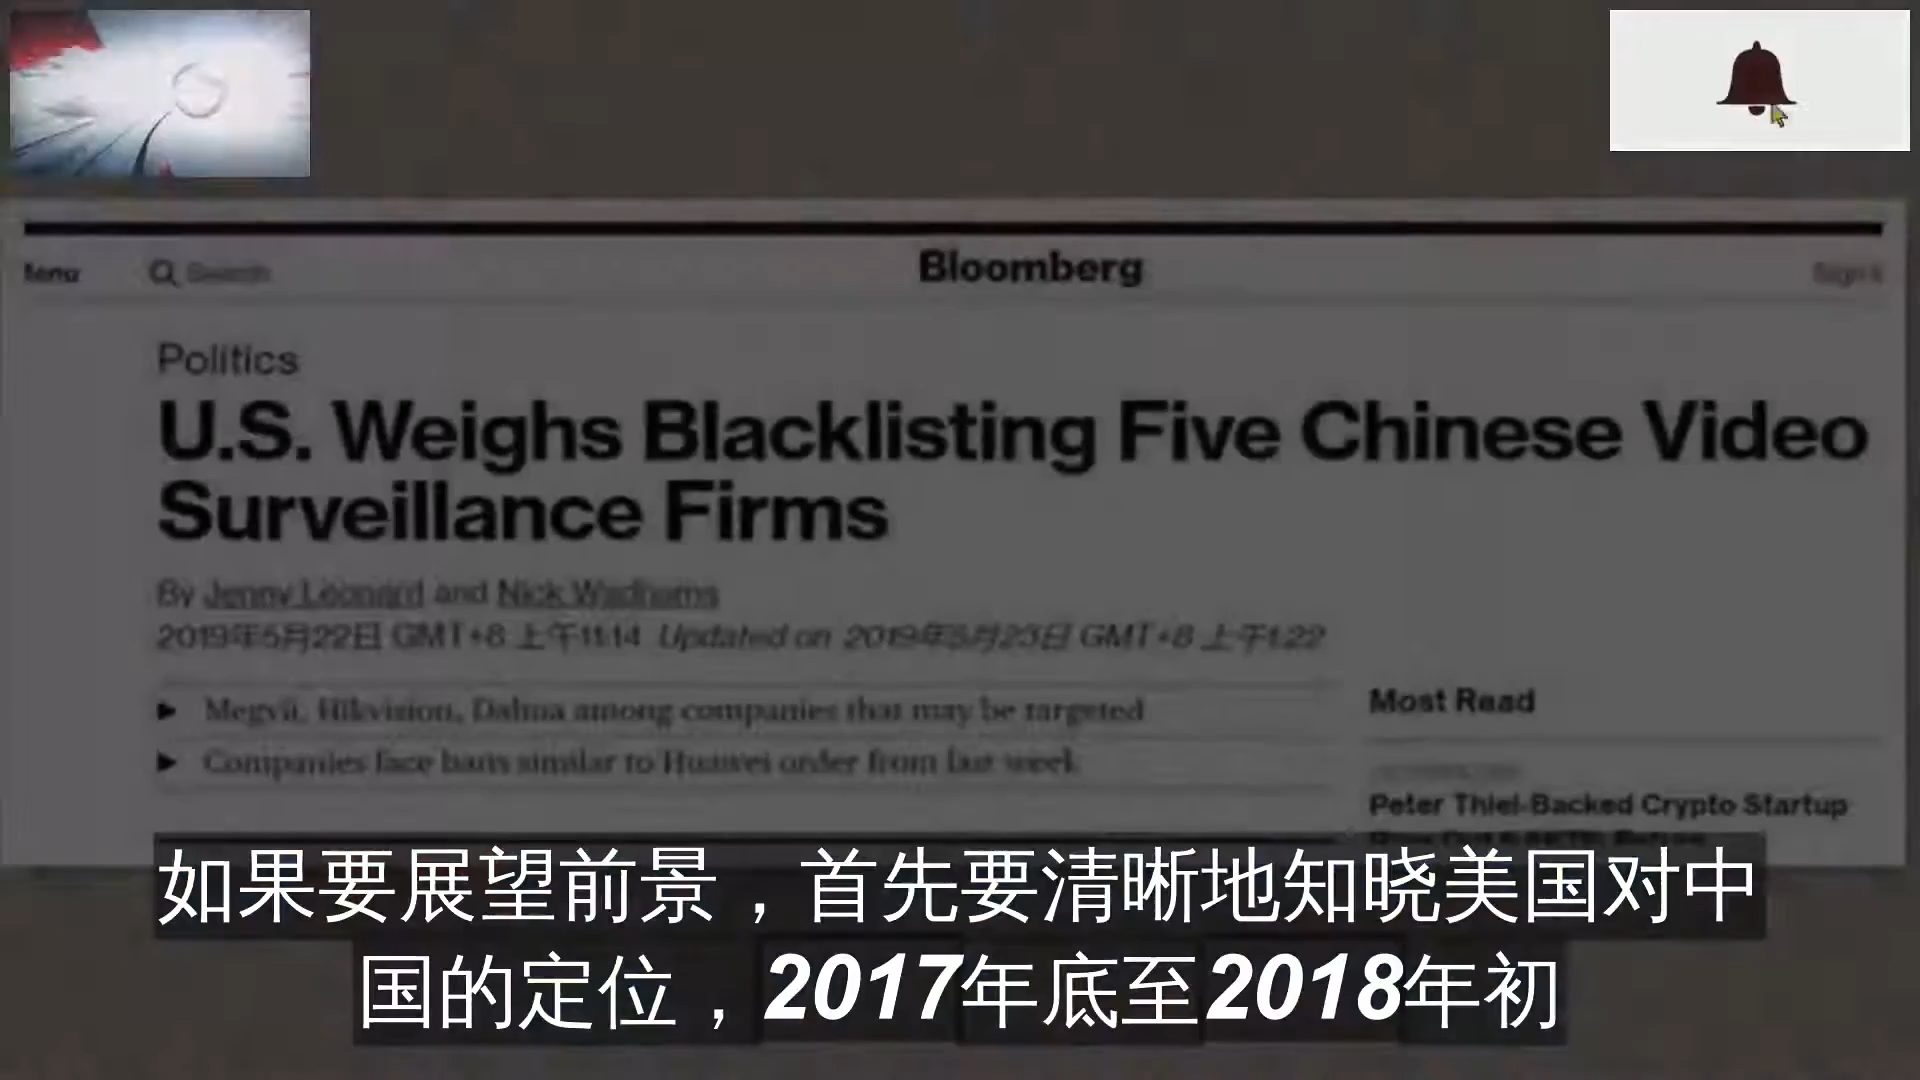 Menu
Search
Bloomberg
Politics
U.S. Weighs Blacklisting Five Chinese Video
Surveillance Firms
By Jenny Leonard and Nick Wadhams
2019年5月22日 GMT+8 上午11:14 Updated on 2019年5月23日 GMT+8 上午1:22
Megvii, Hikvision, Dahua among companies that may be targeted
Companies face bans similar to Huawei order from last week
Most Read
Peter Thiel-Backed Crypto Startup
如果要展望前景，首先要清晰地知晓美国对中
国的定位，2017年底至2018年初